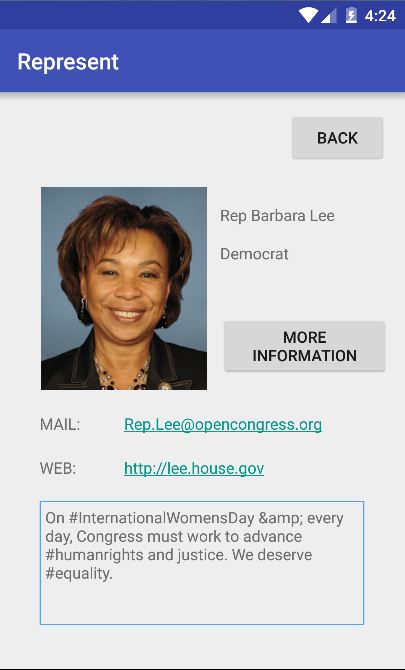 4:24
Represent
BACK
Rep Barbara Lee
Democrat
MORE
INFORMATION
MAIL: Rep.Lee@opencongress.org
WEB: http://lee.house.gov
On #InternationalWomensDay &amp; every
day, Congress must work to advance
#humanrights and justice. We deserve
#equality.